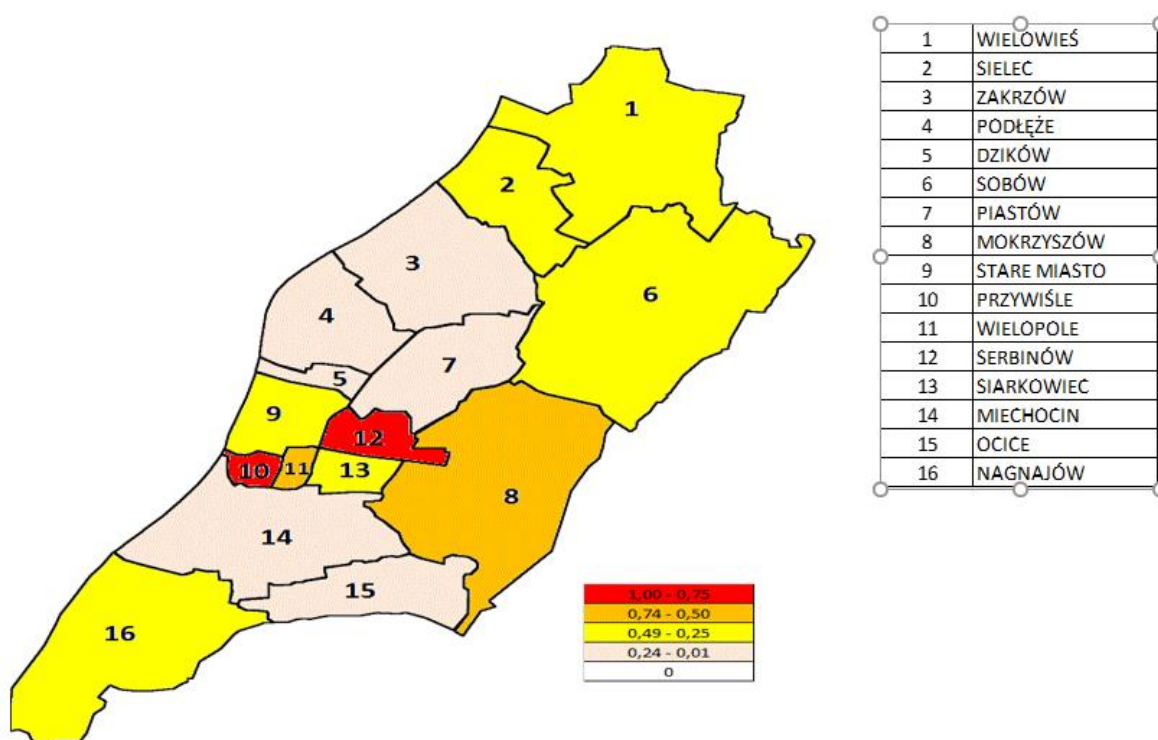 1 WIELOWIEŚ
2 SIELEC
3 ZAKRZÓW
4 PODŁĘŻE
5 DZIKÓW
6 SOBÓW
7 PIASTÓW
8 MOKRZYSZÓW
9 STARE MIASTO
10 PRZYWIŚLE
11 WIELOPOLE
12 SERBINÓW
13 SIARKOWIEC
14 MIECHOCIN
15 OCICE
16 NAGNAJÓW
1
2
3
6
4
7
5
9
12
10
11
13
8
14
15
16
1,00 - 0,75
0,74 - 0,50
0,49 - 0,25
0,24 - 0,01
0